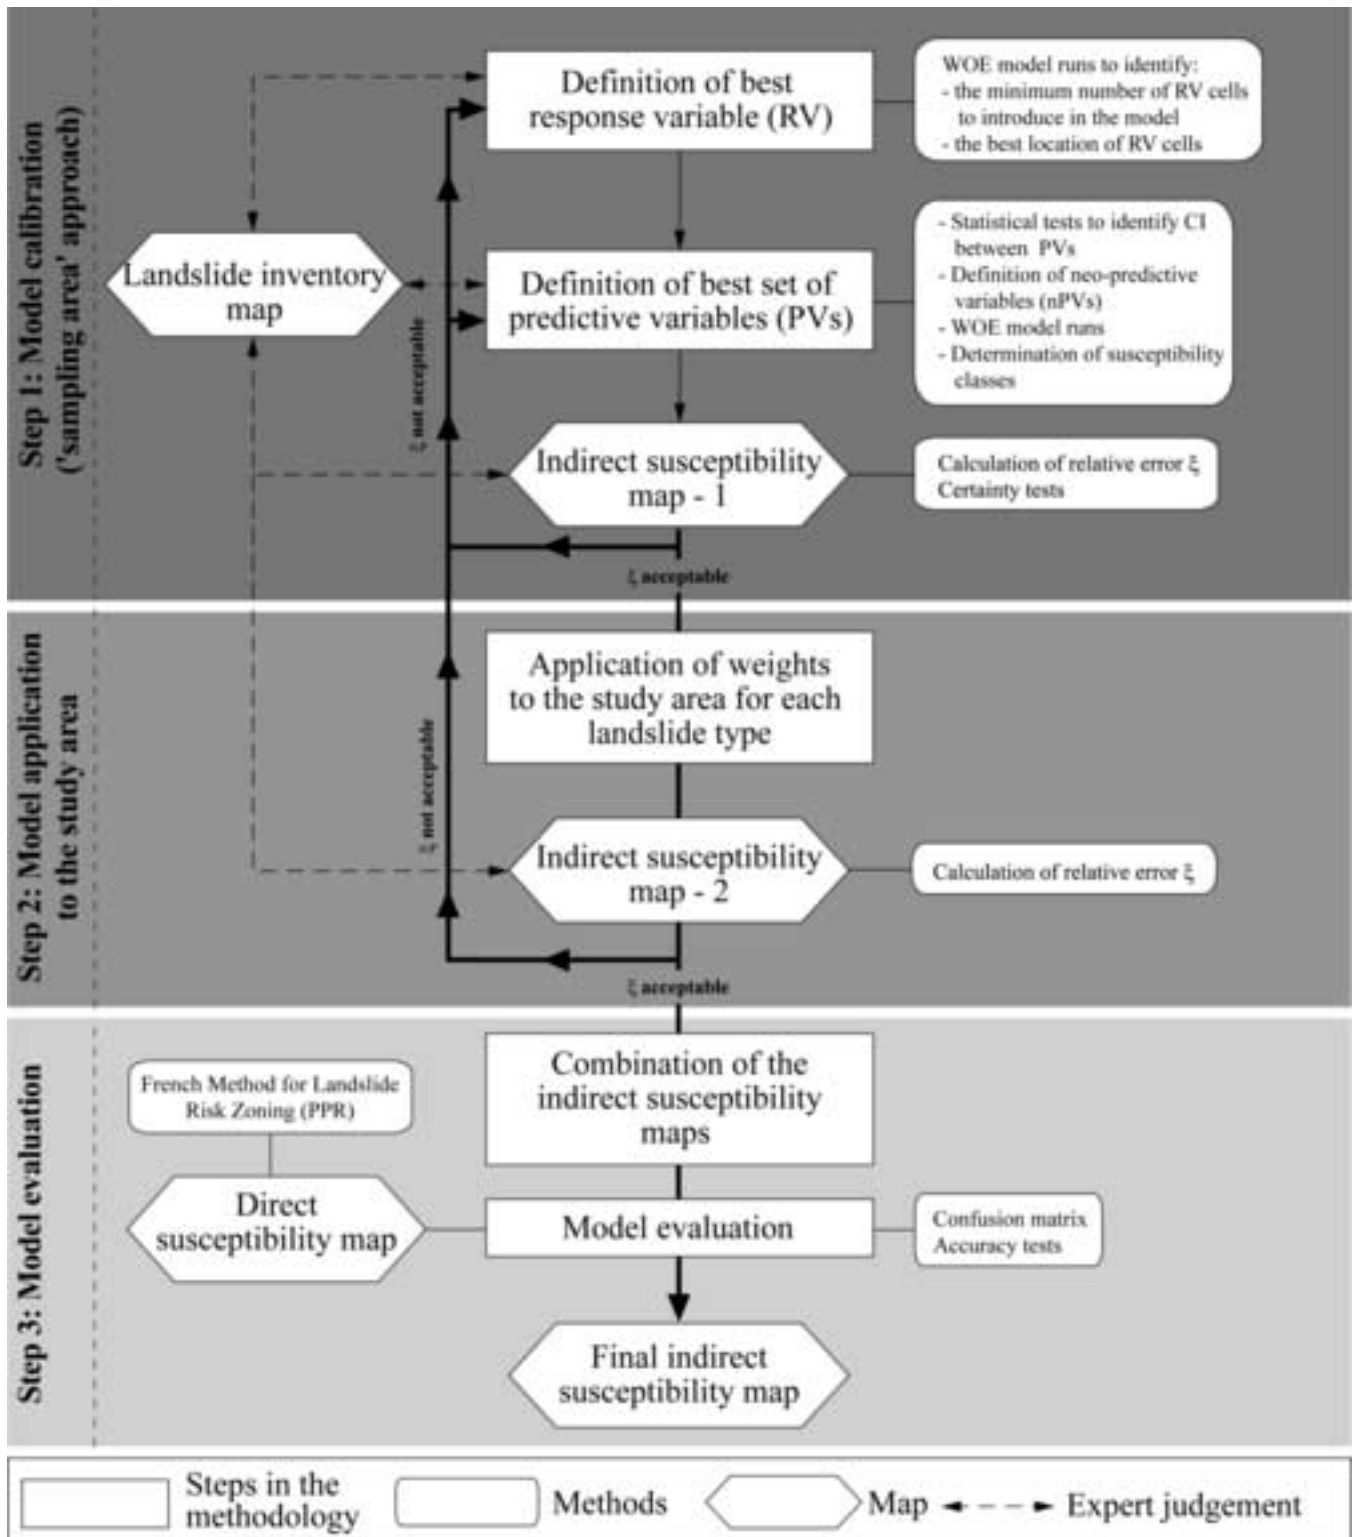 Step 1: Model calibration
('sampling area' approach)
Definition of best
response variable (RV)
WOE model runs to identify:
- the minimum number of RV cells
to introduce in the model
- the best location of RV cells
Landslide inventory
map
Definition of best set of
predictive variables (PVs)
- Statistical tests to identify CI
between PVs
- Definition of neo-predictive
variables (nPVs)
- WOE model runs
- Determination of susceptibility
classes
ξ not acceptable
Indirect susceptibility
map - 1
Calculation of relative error ξ
Certainty tests
ξ acceptable
Step 2: Model application
to the study area
Application of weights
to the study area for each
landslide type
ξ not acceptable
Indirect susceptibility
map - 2
Calculation of relative error ξ
ξ acceptable
Step 3: Model evaluation
French Method for Landslide
Risk Zoning (PPR)
Combination of the
indirect susceptibility
maps
Direct
susceptibility map
Model evaluation
Confusion matrix
Accuracy tests
Final indirect
susceptibility map
Steps in the
methodology
Methods
Map
Expert judgement